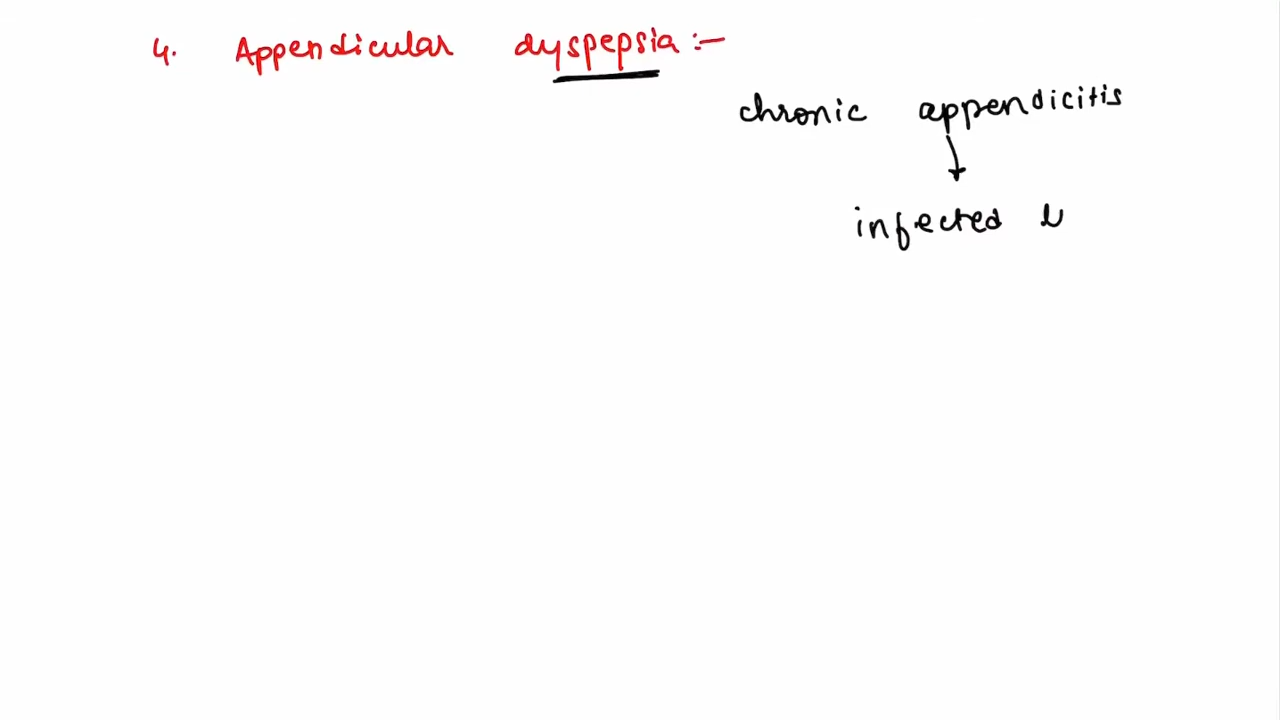 4. Appendicular dyspepsia :-
chronic appendicitis
infected